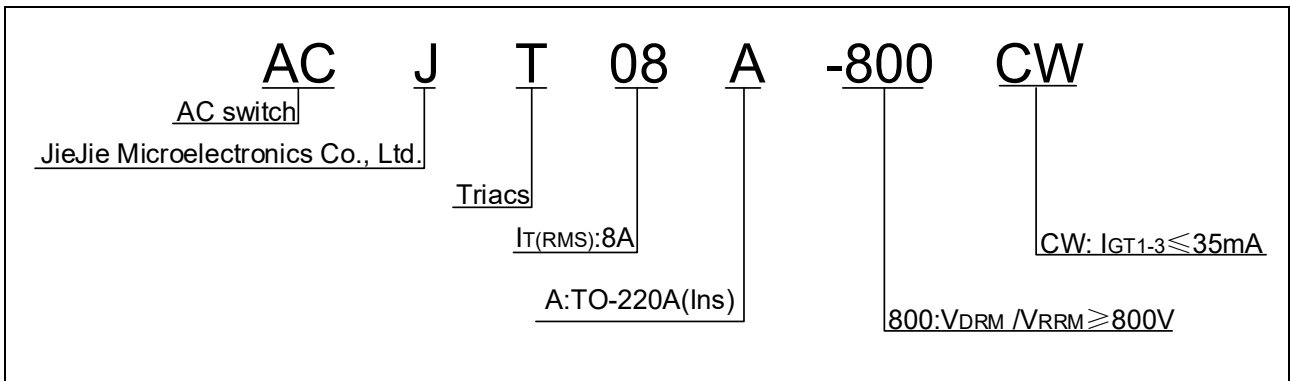 AC J T 08 A -800 CW
AC switch
JieJie Microelectronics Co., Ltd.
Triacs
IT(RMS):8A
CW: IGT1-3≤35mA
A:TO-220A(Ins)
800:VDRM /VRRM≥800V